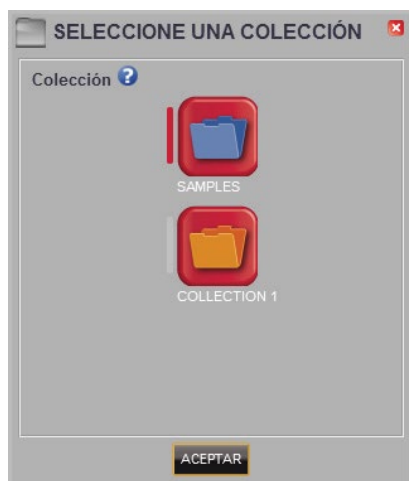 SELECCIONE UNA COLECCIÓN
Colección ?
SAMPLES
COLLECTION 1
ACEPTAR